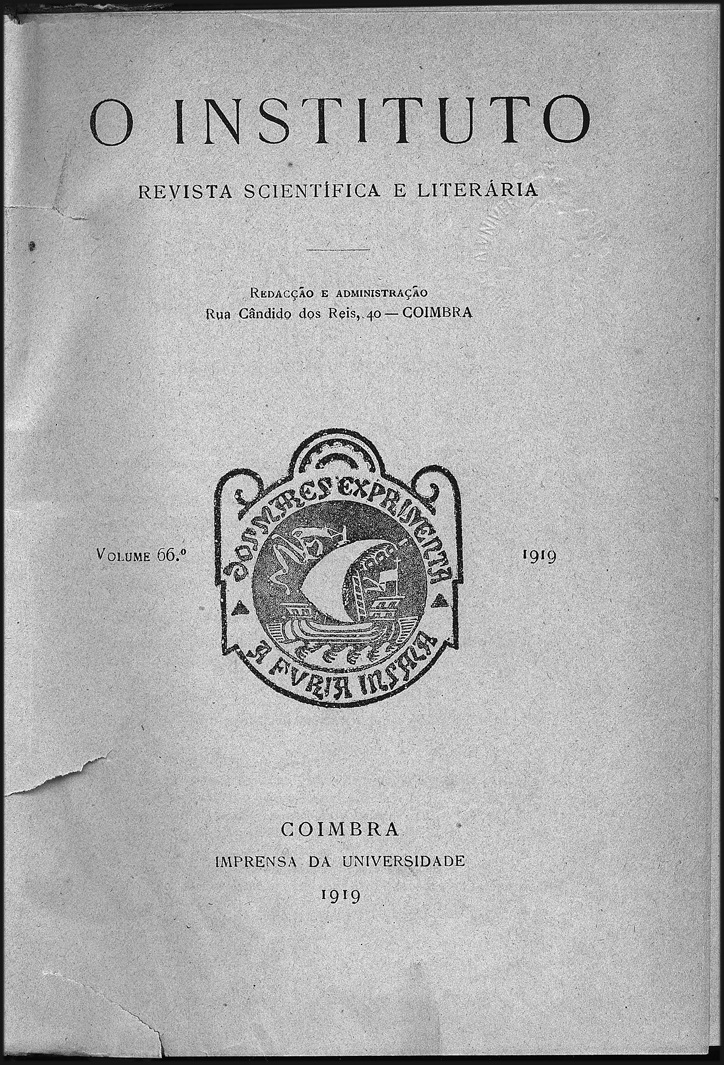 O INSTITUTO
REVISTA SCIENTÍFICA E LITERÁRIA
REDACÇÃO E ADMINISTRAÇÃO
Rua Cândido dos Reis, 40 — COIMBRA
DOS MARES EXPRIMENTA
A FVRIA INSANA
VOLUME 66.º
1919
COIMBRA
IMPRENSA DA UNIVERSIDADE
1919